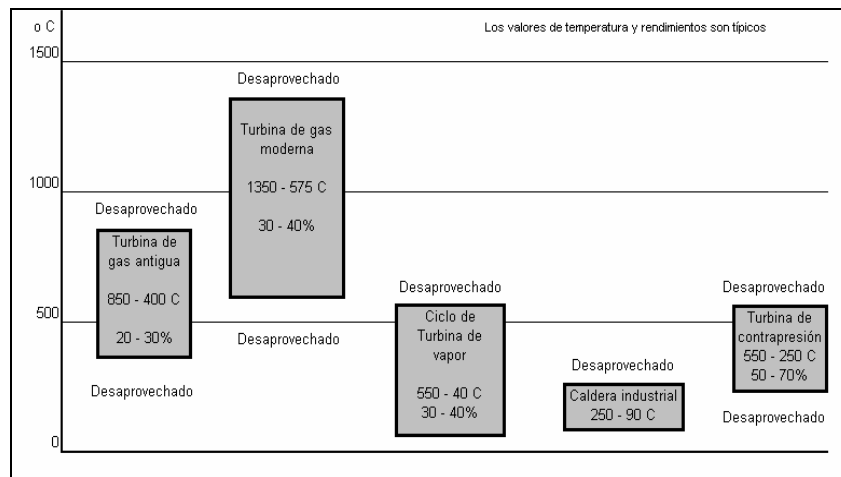 o C
Los valores de temperatura y rendimientos son típicos
1500
Desaprovechado
Turbina de gas
moderna
1350 - 575 C
30 - 40%
1000
Desaprovechado
Turbina de
gas antigua
850 - 400 C
20 - 30%
Desaprovechado
Desaprovechado
500
Desaprovechado
Ciclo de
Turbina de
vapor
550 - 40 C
30 - 40%
Desaprovechado
Caldera industrial
250 - 90 C
Desaprovechado
Turbina de
contrapresión
550 - 250 C
50 - 70%
Desaprovechado
0